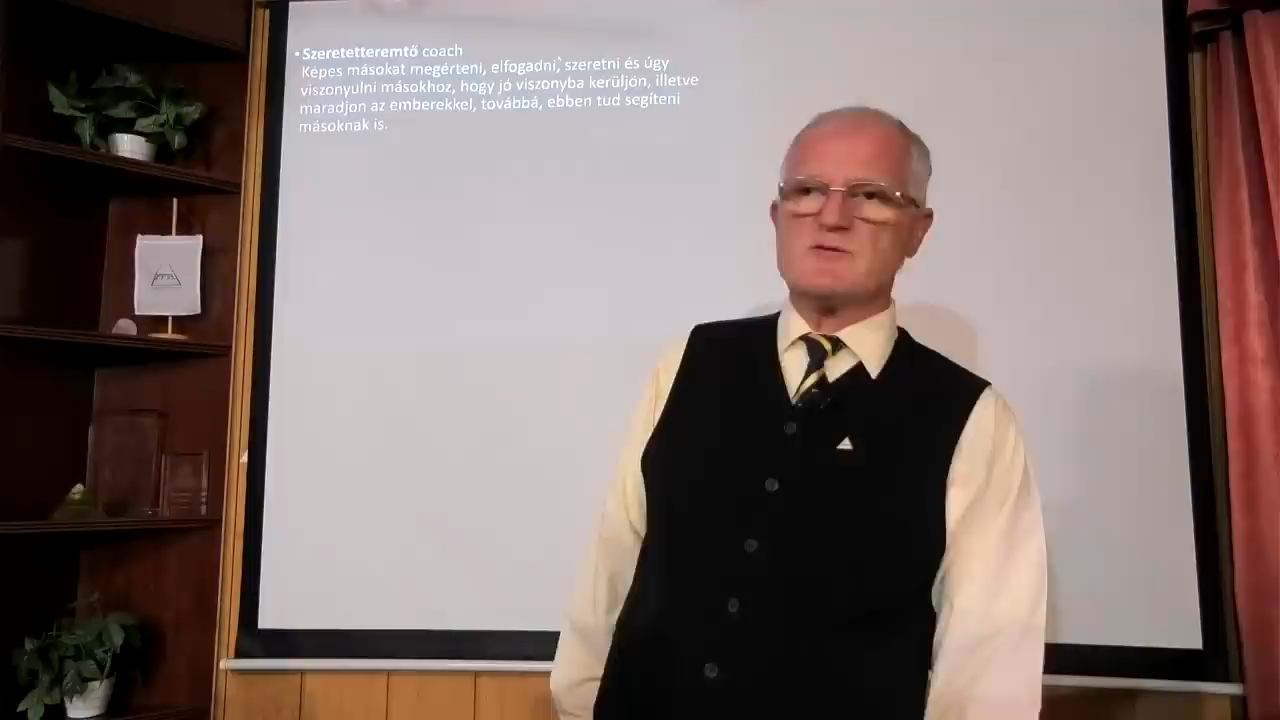 • Szeretetteremtő coach
Képes másokat megérteni, elfogadni, szeretni és úgy
viszonyulni másokhoz, hogy jó viszonyba kerüljön, illetve
maradjon az emberekkel, továbbá, ebben tud segíteni
másoknak is.